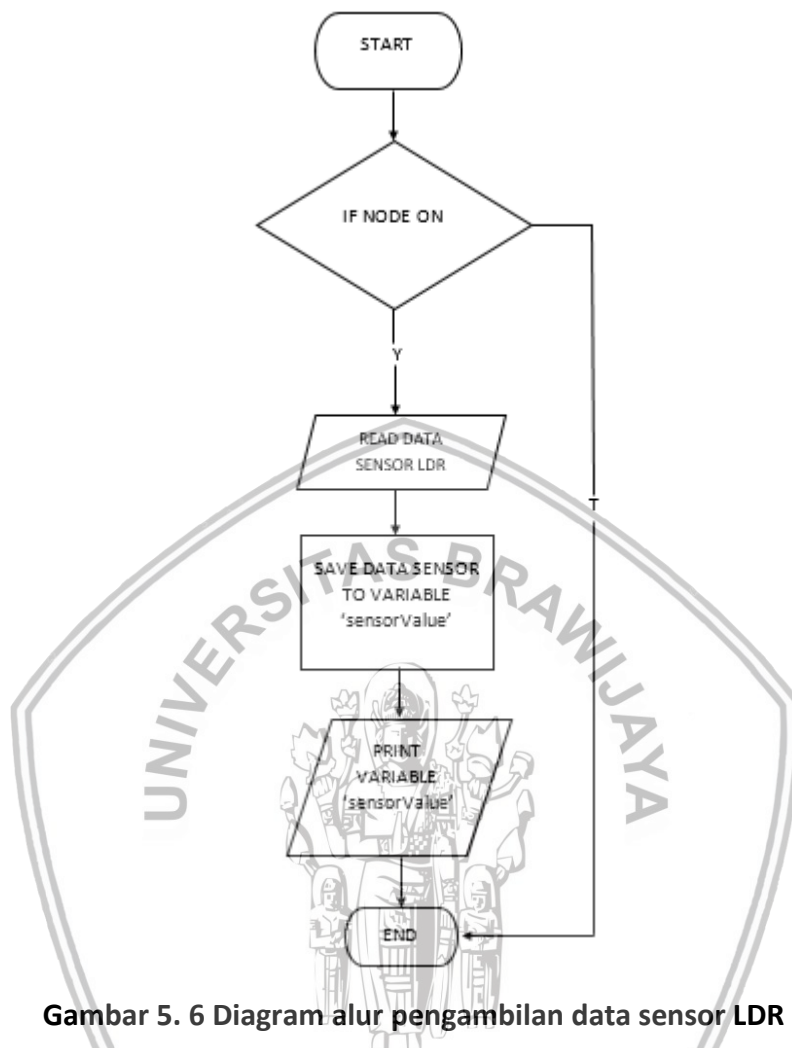 START
IF NODE ON
Y
READ DATA
SENSOR LDR
T
SAVE DATA SENSOR
TO VARIABLE
‘sensorValue’
PRINT
VARIABLE
‘sensorValue’
END
UNIVERSITAS BRAWIJAYA
Gambar 5. 6 Diagram alur pengambilan data sensor LDR